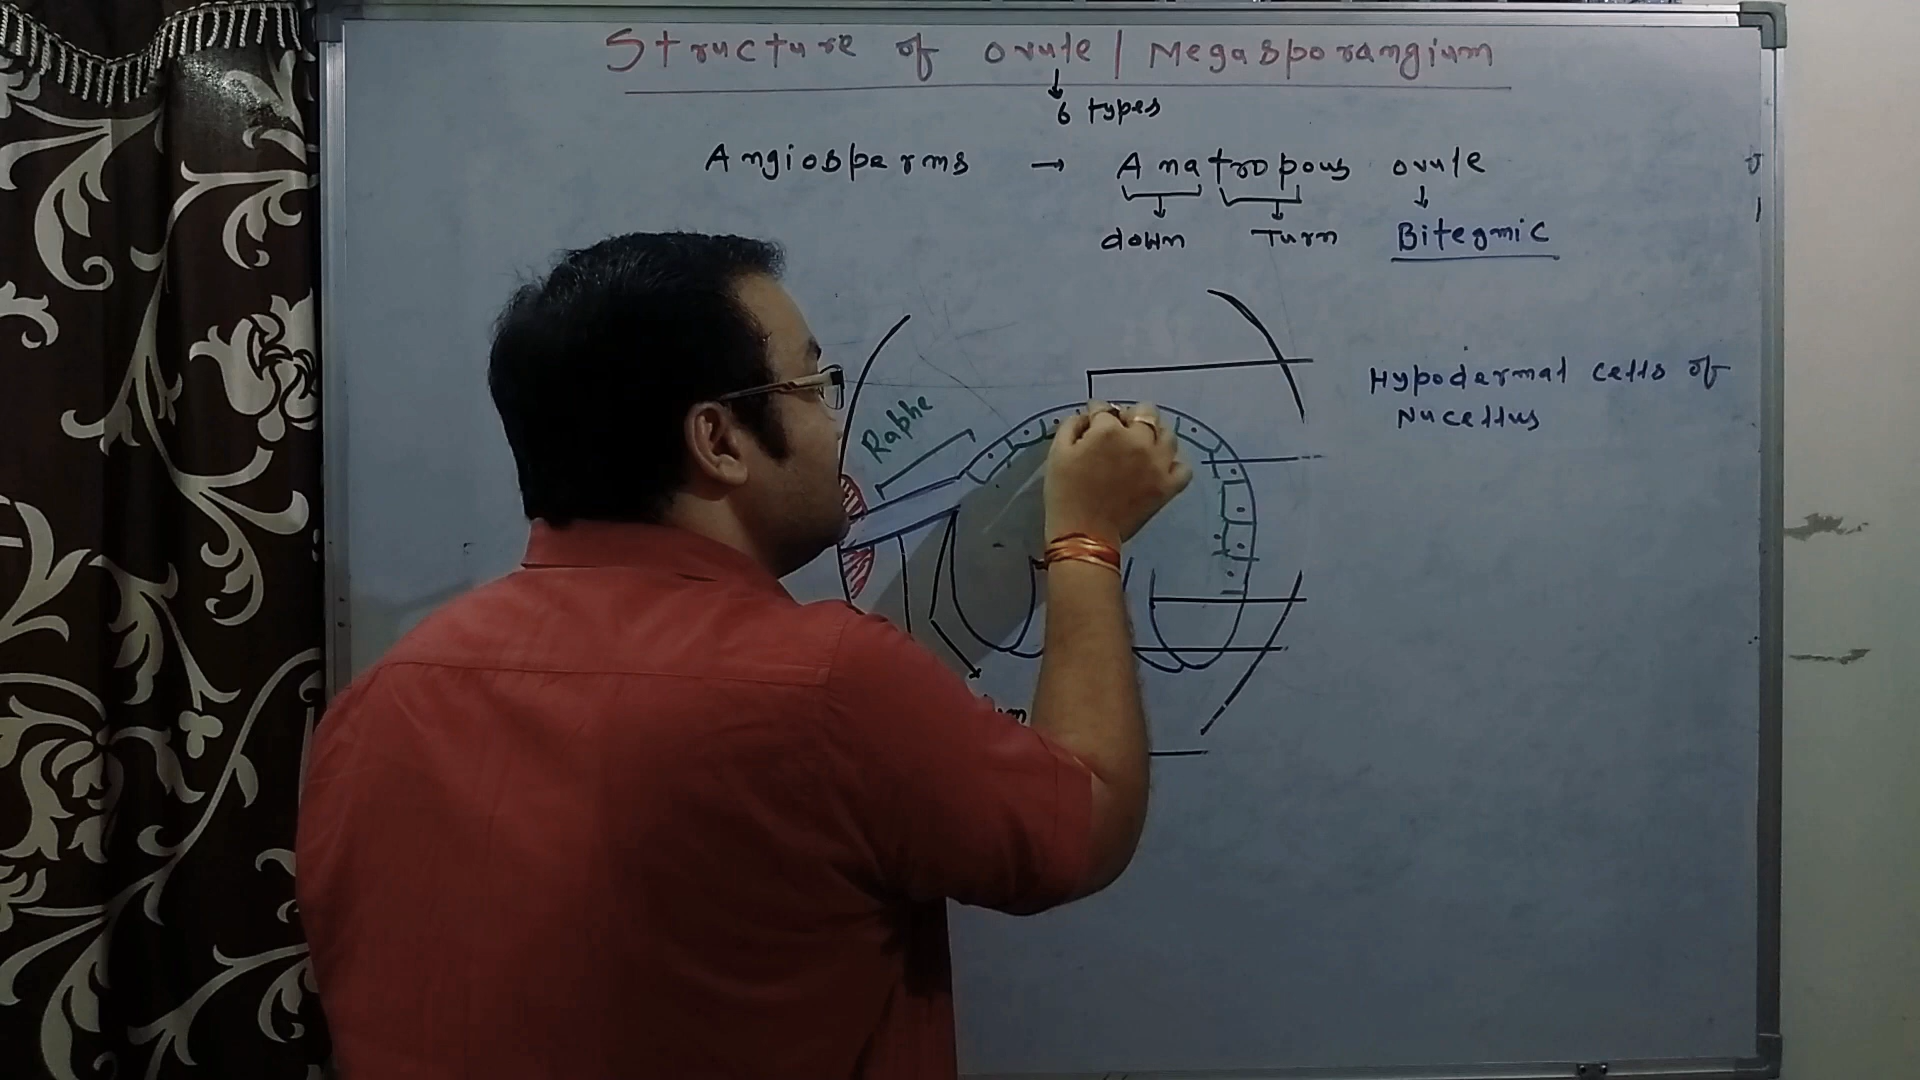 Structure of ovule / Megasporangium
6 types
Angiosperms → Anatropous ovule
down Turn Bitegmic
Raphe
Hypodermal cells of
Nucellus